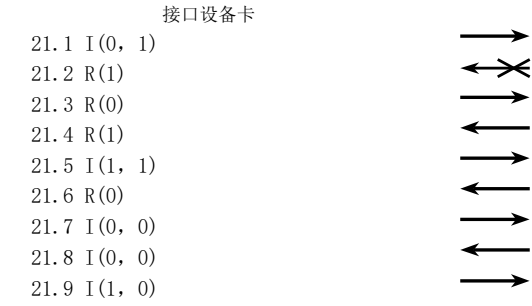 接口设备卡
21.1 I(0, 1)
21.2 R(1)
21.3 R(0)
21.4 R(1)
21.5 I(1, 1)
21.6 R(0)
21.7 I(0, 0)
21.8 I(0, 0)
21.9 I(1, 0)